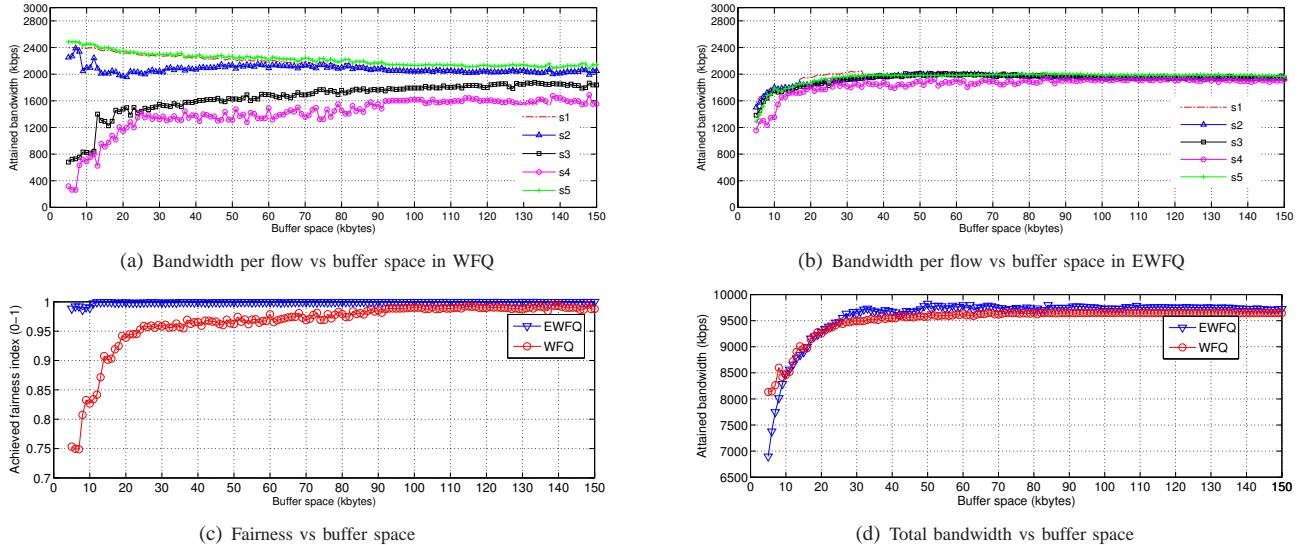 3000
2800
2400
2000
1600
1200
800
400
0
Attained bandwidth (kbps)
0 10 20 30 40 50 60 70 80 90 100 110 120 130 140 150
Buffer space (kbytes)
s1
s2
s3
s4
s5
(a) Bandwidth per flow vs buffer space in WFQ
3000
2800
2400
2000
1600
1200
800
400
0
Attained bandwidth (kbps)
0 10 20 30 40 50 60 70 80 90 100 110 120 130 140 150
Buffer space (kbytes)
s1
s2
s3
s4
s5
(b) Bandwidth per flow vs buffer space in EWFQ
1
0.95
0.9
0.85
0.8
0.75
0.7
Achieved fairness index (0−1)
0 10 20 30 40 50 60 70 80 90 100 110 120 130 140 150
Buffer space (kbytes)
EWFQ
WFQ
(c) Fairness vs buffer space
10000
9500
9000
8500
8000
7500
7000
6500
Attained bandwidth (kbps)
0 10 20 30 40 50 60 70 80 90 100 110 120 130 140 150
Buffer space (kbytes)
EWFQ
WFQ
(d) Total bandwidth vs buffer space